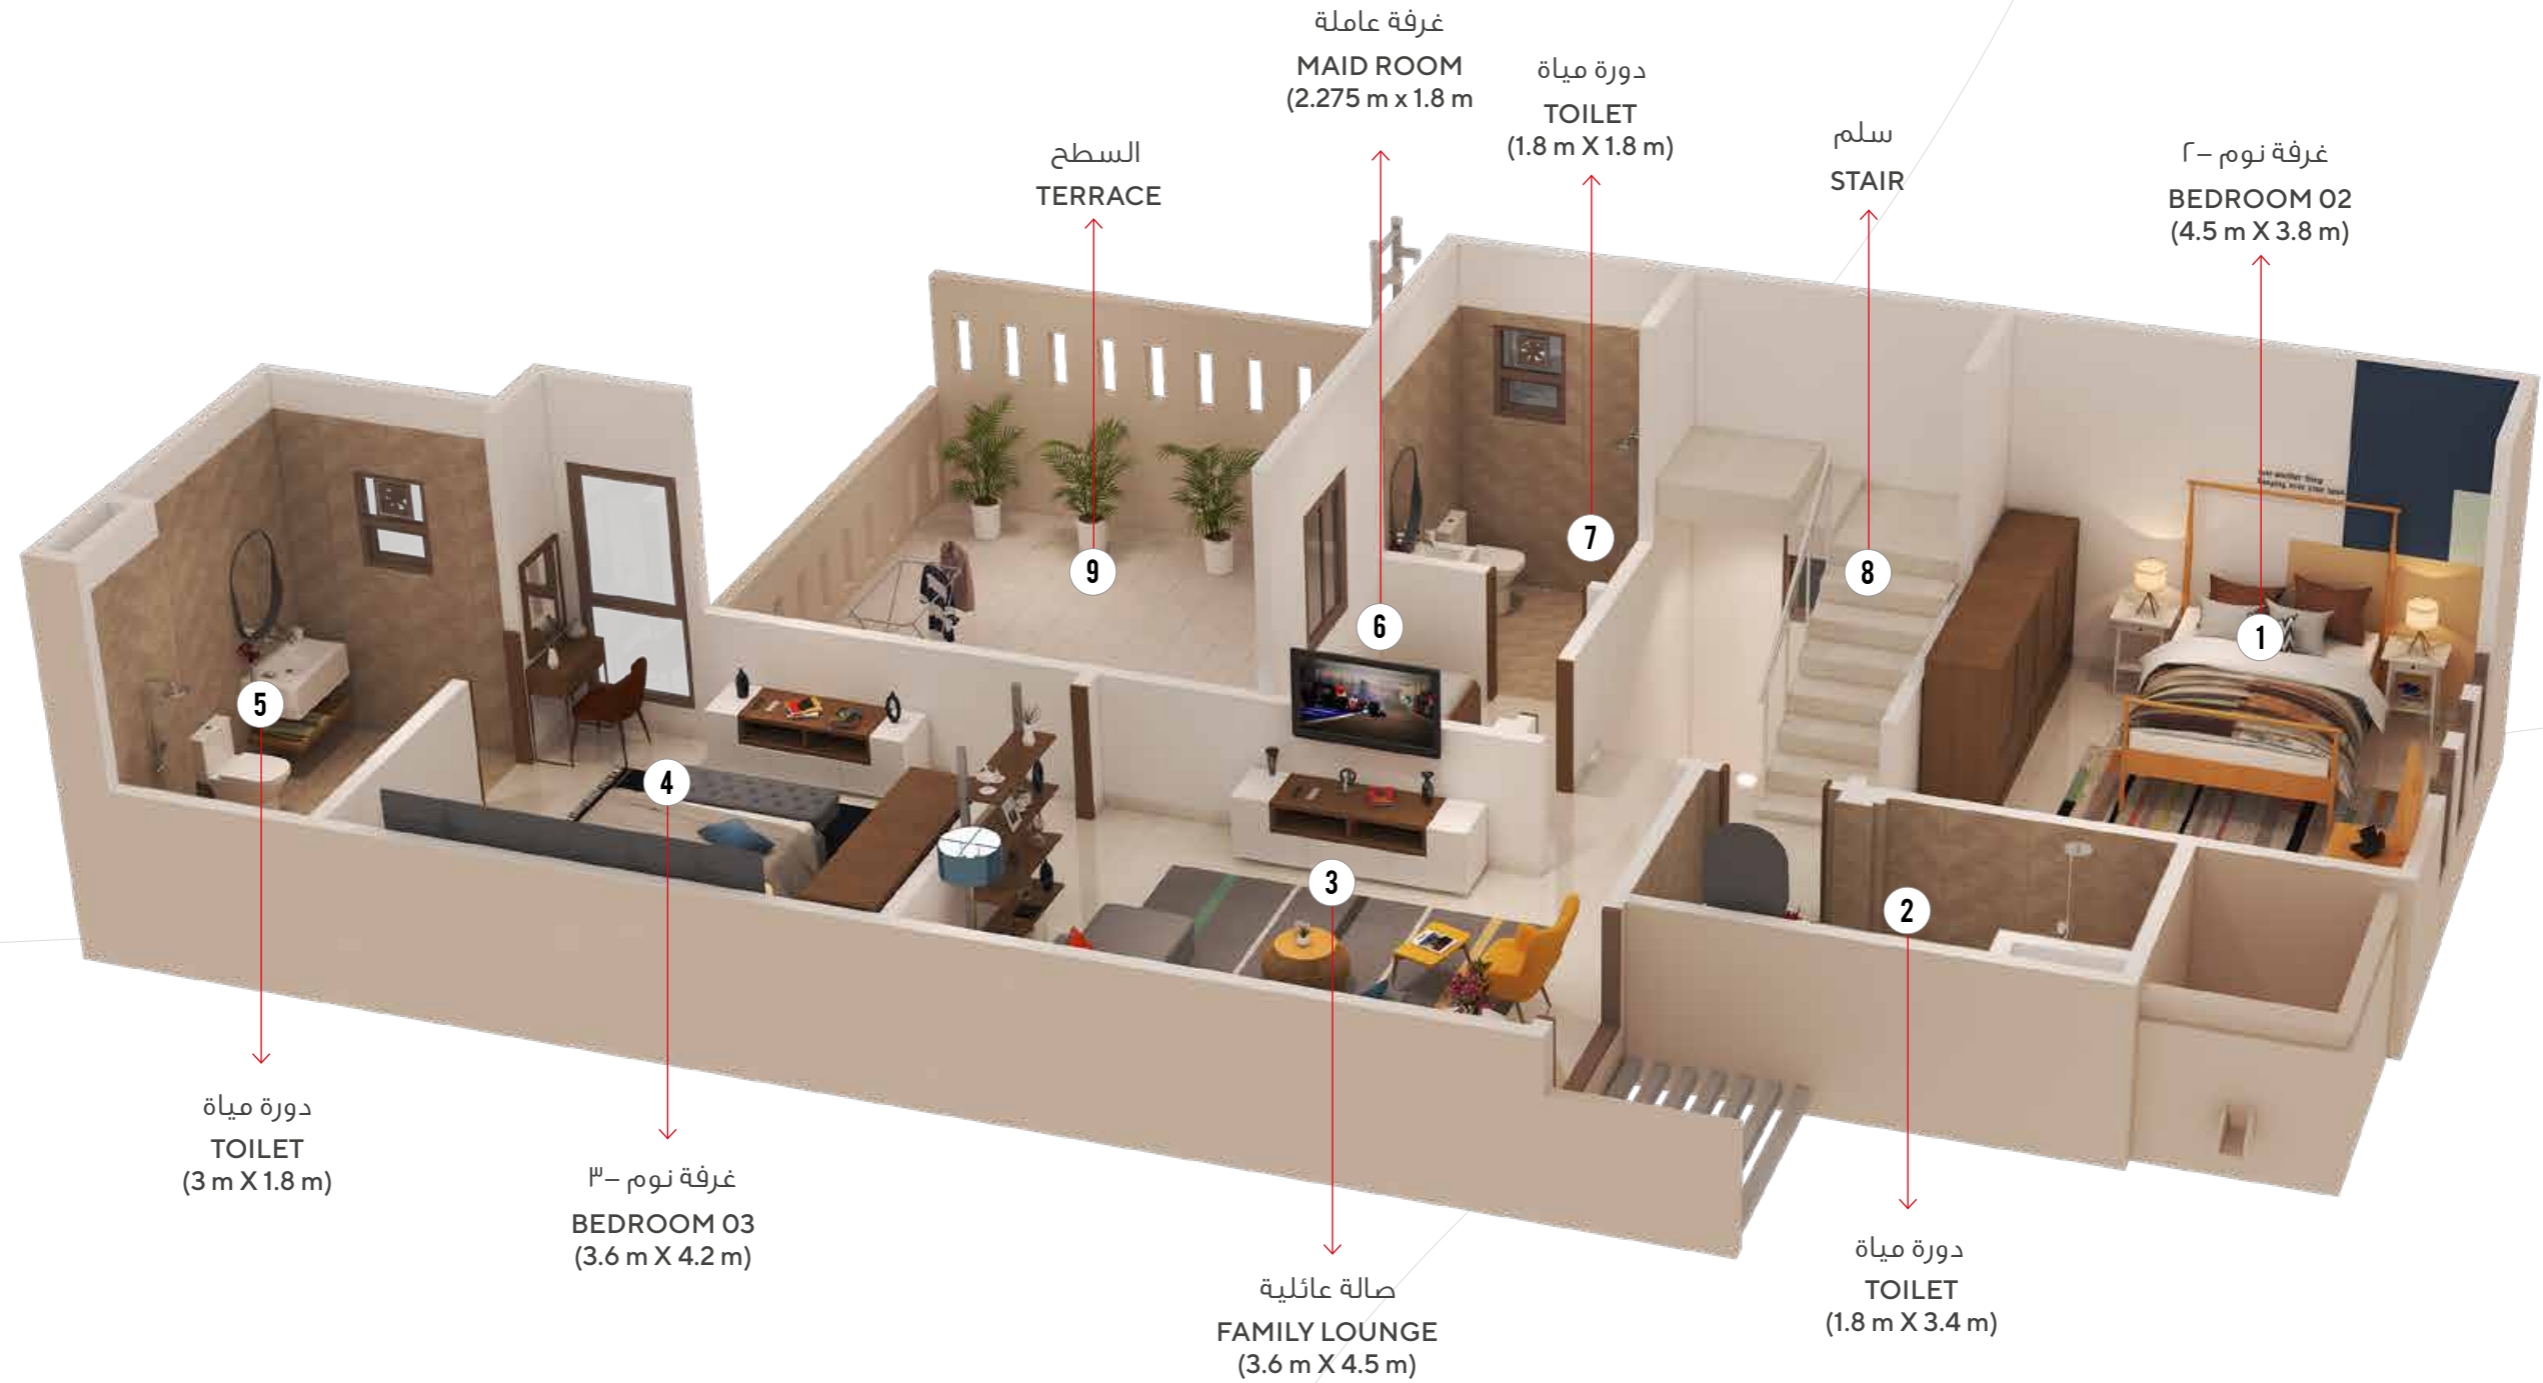 غرفة عاملة
MAID ROOM
(2.275 m x 1.8 m
دورة مياة
TOILET
(1.8 m X 1.8 m)
السطح
TERRACE
سلم
STAIR
غرفة نوم –٢
BEDROOM 02
(4.5 m X 3.8 m)
7
9
8
6
1
5
4
3
2
دورة مياة
TOILET
(3 m X 1.8 m)
غرفة نوم –٣
BEDROOM 03
(3.6 m X 4.2 m)
صالة عائلية
FAMILY LOUNGE
(3.6 m X 4.5 m)
دورة مياة
TOILET
(1.8 m X 3.4 m)